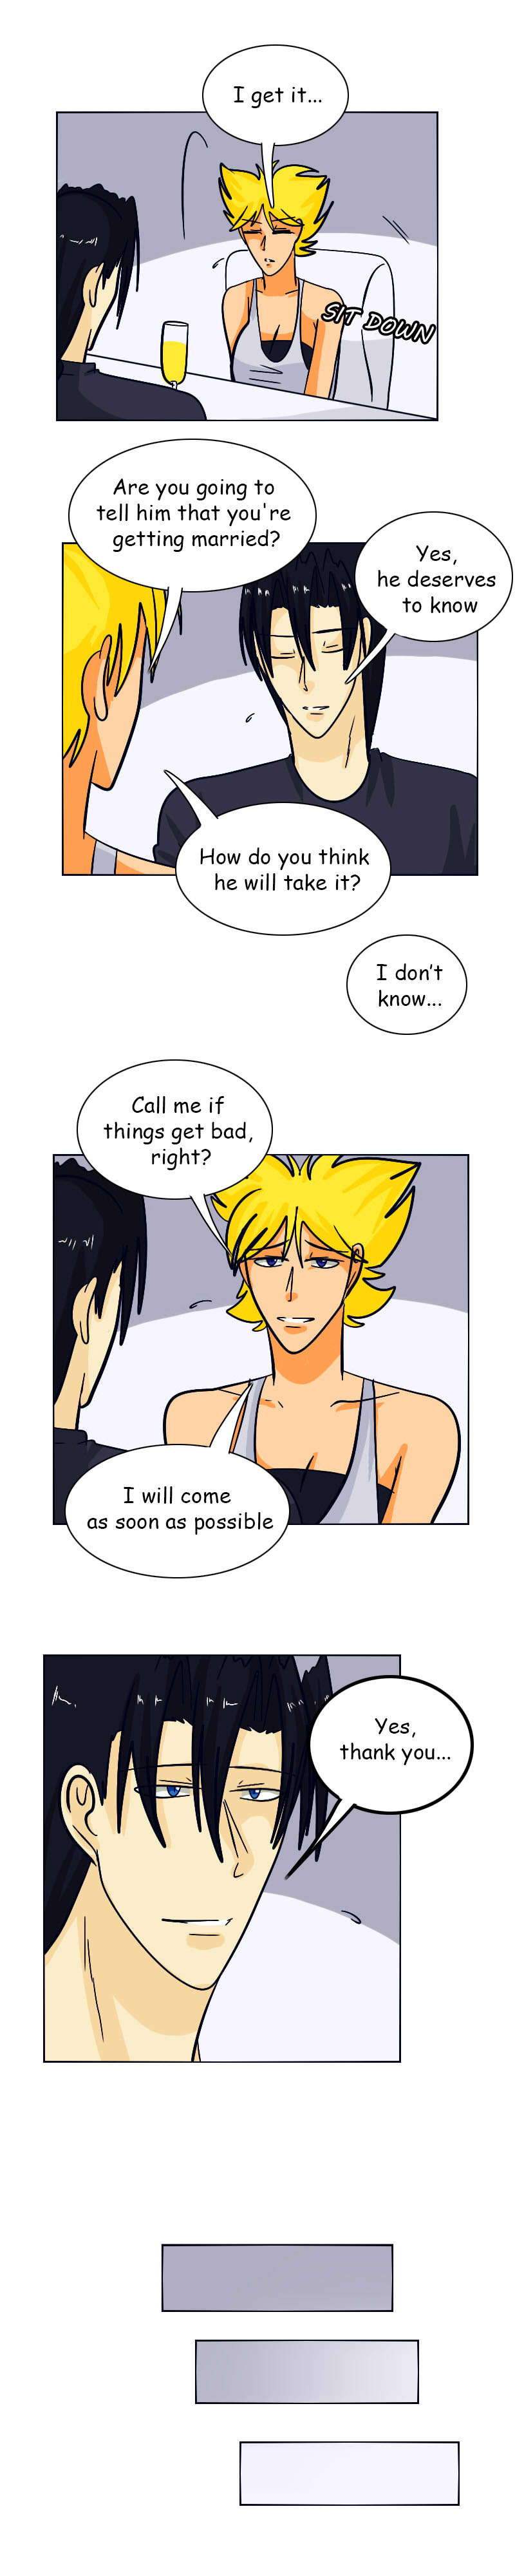 I get it...
SIT DOWN
Are you going to
tell him that you're
getting married?
Yes,
he deserves
to know
How do you think
he will take it?
I don't
know...
Call me if
things get bad,
right?
I will come
as soon as possible
Yes,
thank you...